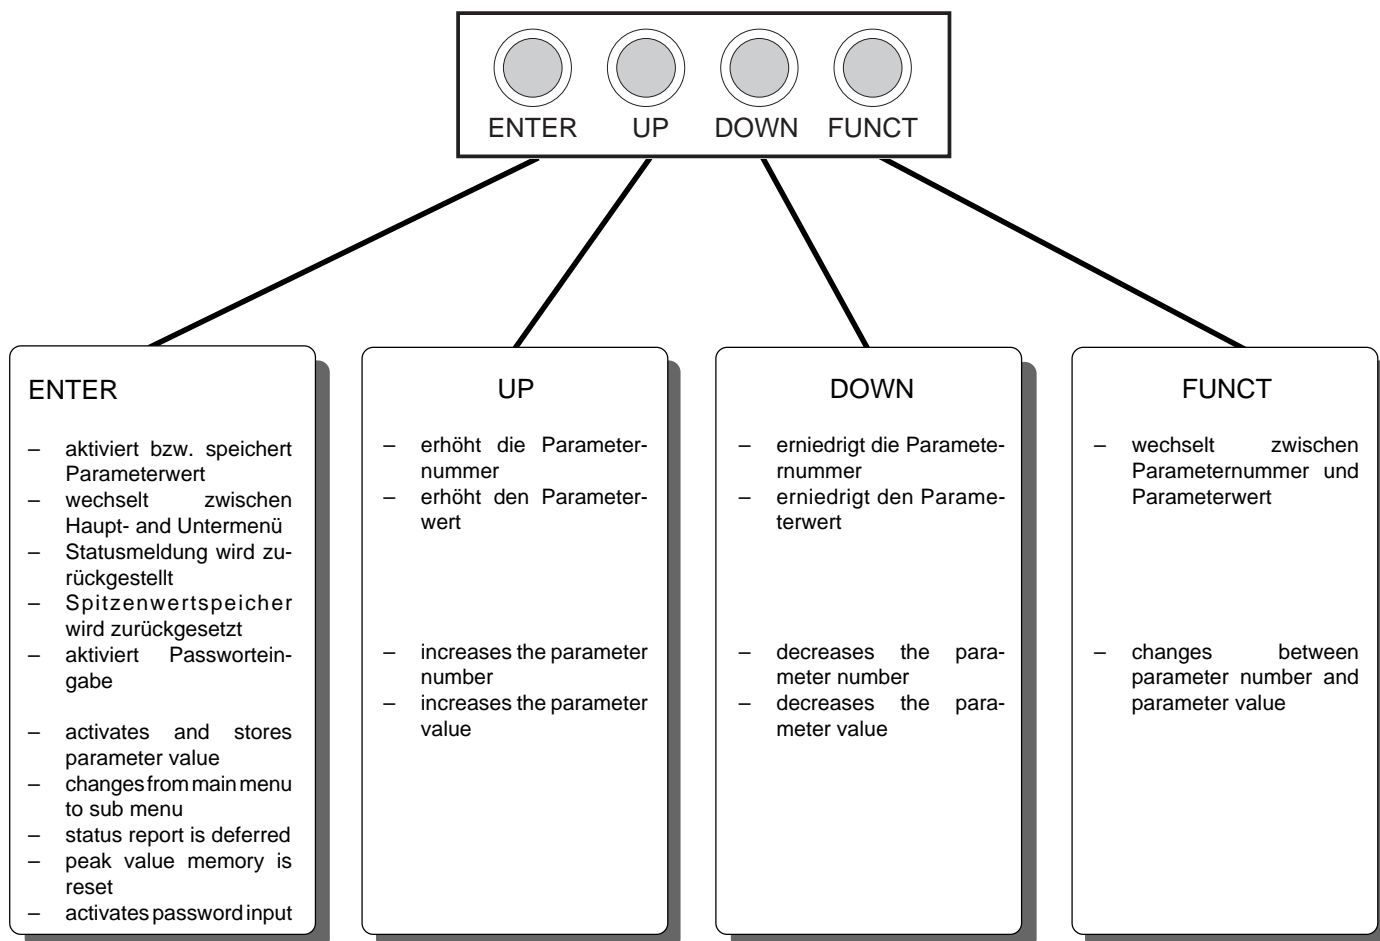 ENTER UP DOWN FUNCT
ENTER
– aktiviert bzw. speichert
Parameterwert
– wechselt zwischen
Haupt- and Untermenü
– Statusmeldung wird zu-
rückgestellt
– Spitzenwertspeicher
wird zurückgesetzt
– aktiviert Passwortein-
gabe
– activates and stores
parameter value
– changes from main menu
to sub menu
– status report is deferred
– peak value memory is
reset
– activates password input
UP
– erhöht die Parameter-
nummer
– erhöht den Parameter-
wert
– increases the parameter
number
– increases the parameter
value
DOWN
– erniedrigt die Paramete-
rnummer
– erniedrigt den Parame-
terwert
– decreases the para-
meter number
– decreases the para-
meter value
FUNCT
– wechselt zwischen
Parameternummer und
Parameterwert
– changes between
parameter number and
parameter value